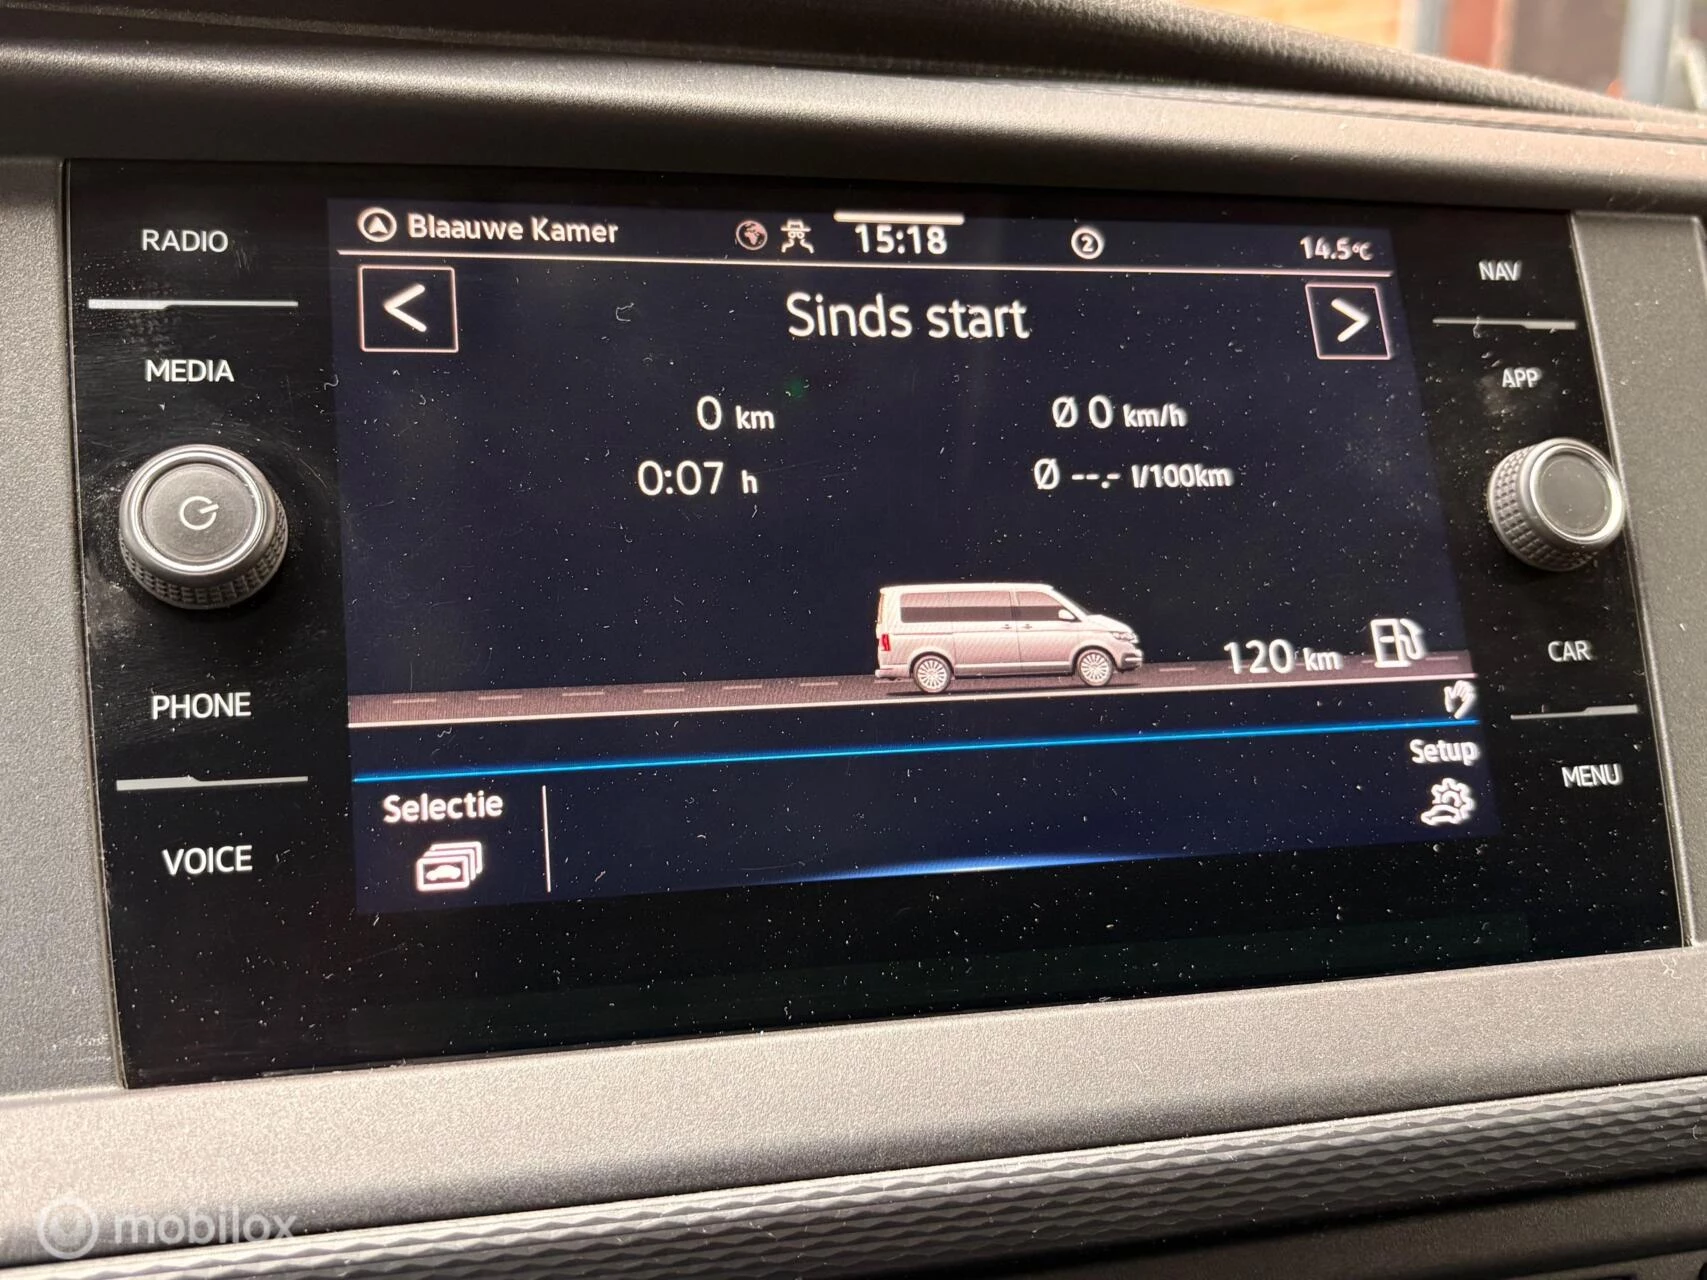 RADIO
MEDIA
PHONE
VOICE
Blaauwe Kamer
15:18
2
14.5°C
<
Sinds start
>
0 km
Ø 0 km/h
0:07 h
Ø --.- l/100km
120 km
Setup
Selectie
NAV
APP
CAR
MENU
mobilox